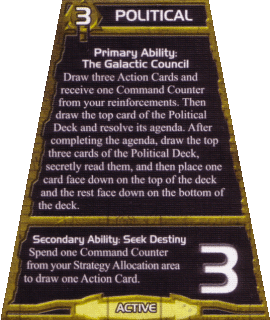 3 POLITICAL
Primary Ability:
The Galactic Council
Draw three Action Cards and
receive one Command Counter
from your reinforcements. Then
draw the top card of the Political
Deck and resolve its agenda. After
completing the agenda, draw the top
three cards of the Political Deck,
secretly read them, and then place one
card face down on top of the deck
and the rest face down on the bottom of
the deck.
Secondary Ability: Seek Destiny
Spend one Command Counter
from your Strategy Allocation area
to draw one Action Card.
3
ACTIVE